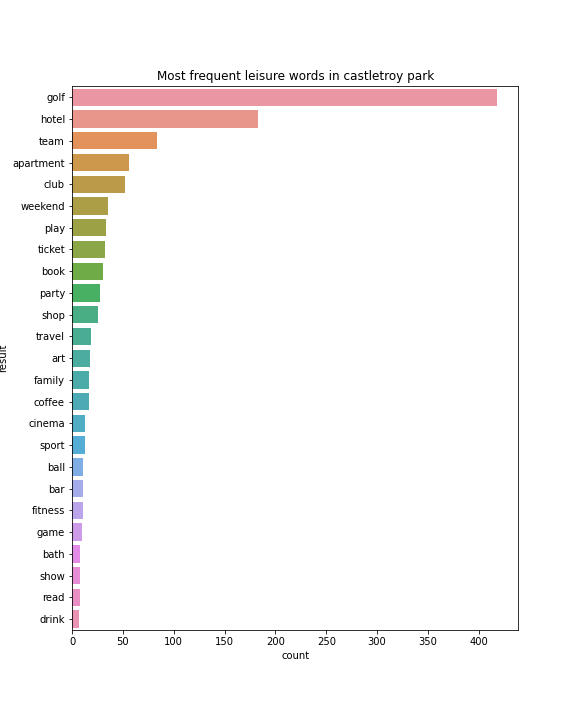 Most frequent leisure words in castletroy park
golf
hotel
team
apartment
club
weekend
play
ticket
book
party
shop
travel
art
family
coffee
cinema
sport
ball
bar
fitness
game
bath
show
read
drink
result
0 50 100 150 200 250 300 350 400
count